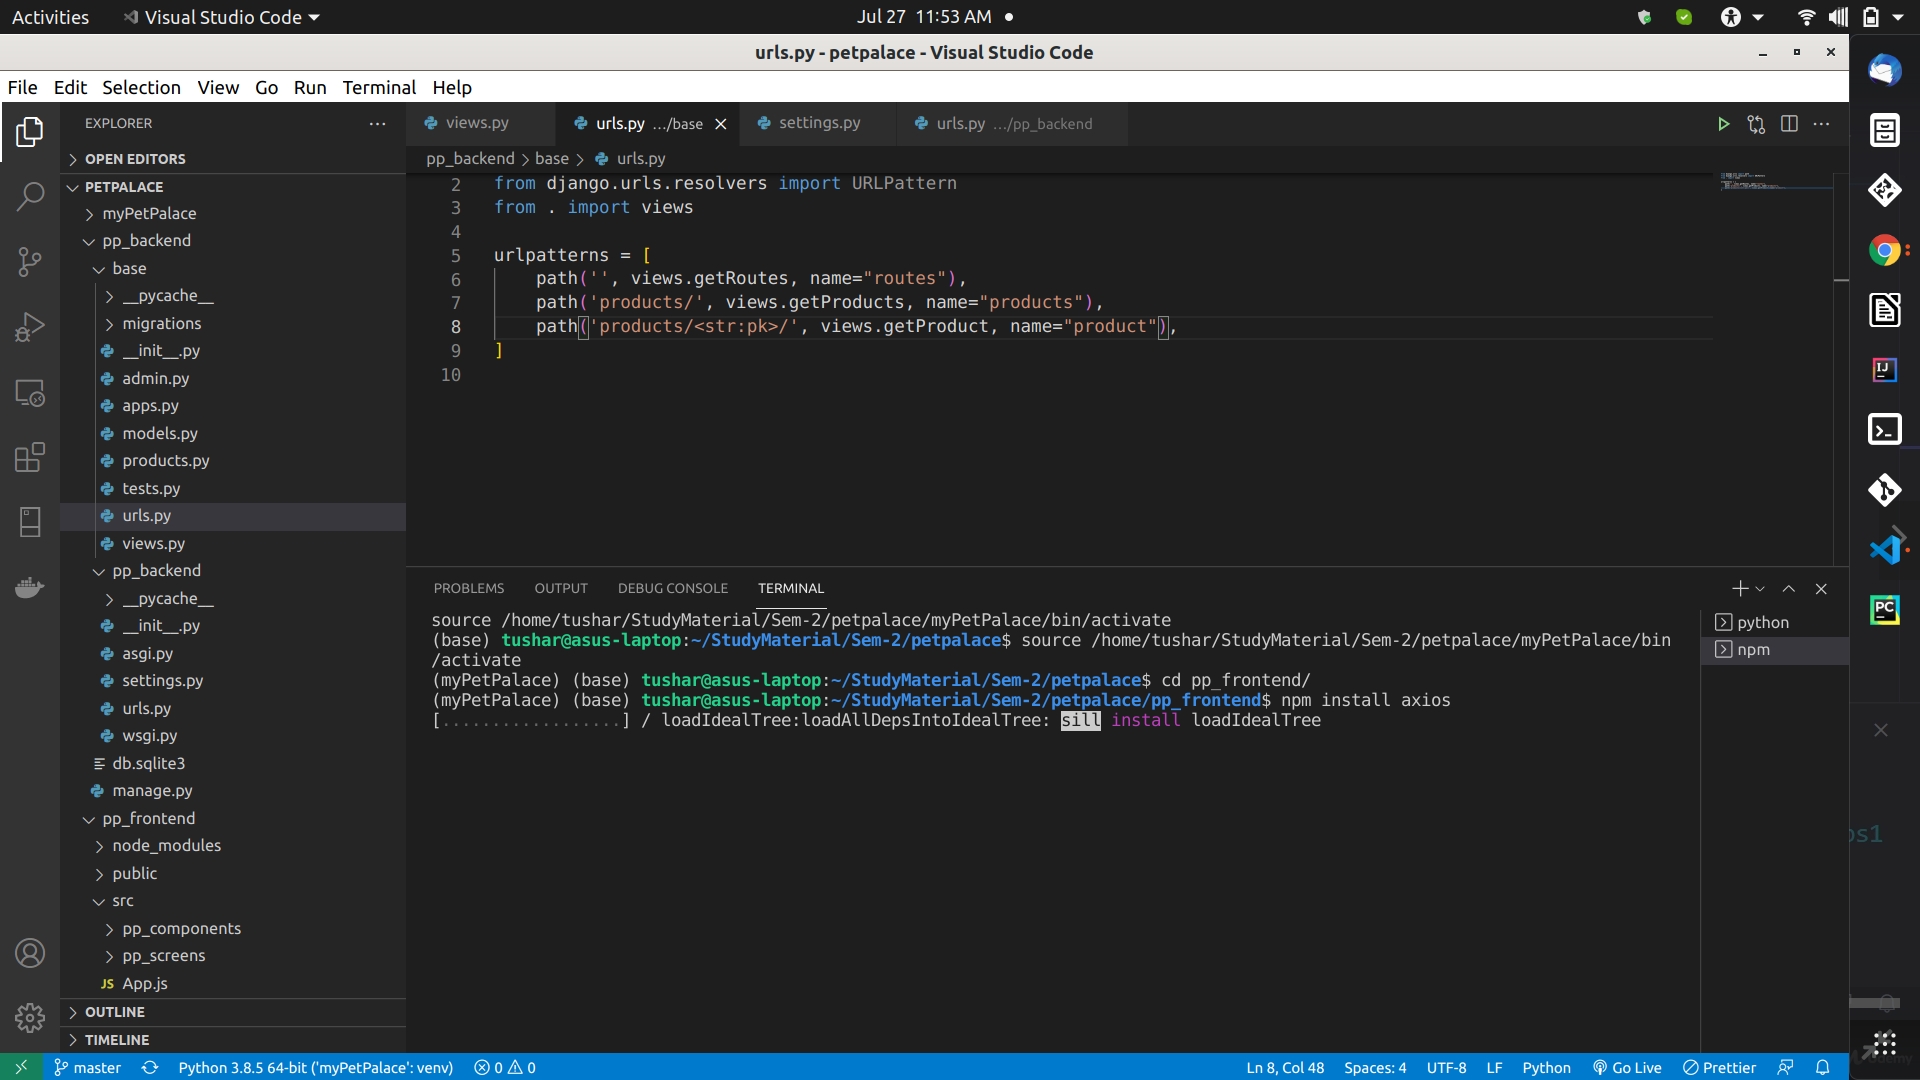 Activities
Visual Studio Code
Jul 27 11:53 AM
urls.py - petpalace - Visual Studio Code
File Edit Selection View Go Run Terminal Help
EXPLORER
views.py
urls.py .../base
settings.py
urls.py .../pp_backend
OPEN EDITORS
pp_backend > base > urls.py
PETPALACE
myPetPalace
pp_backend
base
__pycache__
migrations
__init__.py
admin.py
apps.py
models.py
products.py
tests.py
urls.py
views.py
pp_backend
__pycache__
__init__.py
asgi.py
settings.py
urls.py
wsgi.py
db.sqlite3
manage.py
pp_frontend
node_modules
public
src
pp_components
pp_screens
JS App.js
OUTLINE
TIMELINE
2 from django.urls.resolvers import URLPattern
3 from . import views
4
5 urlpatterns = [
6 path('', views.getRoutes, name="routes"),
7 path('products/', views.getProducts, name="products"),
8 path('products/<str:pk>/', views.getProduct, name="product"),
9 ]
10
PROBLEMS OUTPUT DEBUG CONSOLE TERMINAL
source /home/tushar/StudyMaterial/Sem-2/petpalace/myPetPalace/bin/activate
(base) tushar@asus-laptop:~/StudyMaterial/Sem-2/petpalace$ source /home/tushar/StudyMaterial/Sem-2/petpalace/myPetPalace/bin
/activate
(myPetPalace) (base) tushar@asus-laptop:~/StudyMaterial/Sem-2/petpalace$ cd pp_frontend/
(myPetPalace) (base) tushar@asus-laptop:~/StudyMaterial/Sem-2/petpalace/pp_frontend$ npm install axios
[..................] / loadIdealTree:loadAllDepsIntoIdealTree: sill install loadIdealTree
python
npm
IJ
PC
master
Python 3.8.5 64-bit ('myPetPalace': venv)
0 0
Ln 8, Col 48
Spaces: 4
UTF-8
LF
Python
Go Live
Prettier